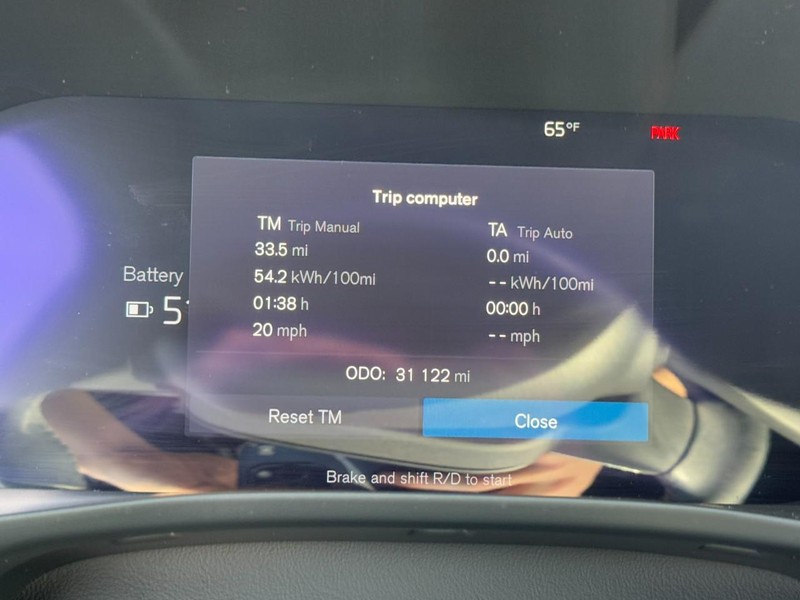 65°F PARK
Trip computer
TM Trip Manual
33.5 mi
54.2 kWh/100mi
01:38 h
20 mph
TA Trip Auto
0.0 mi
-- kWh/100mi
00:00 h
-- mph
Battery
ODO: 31 122 mi
Reset TM
Close
Brake and shift R/D to start